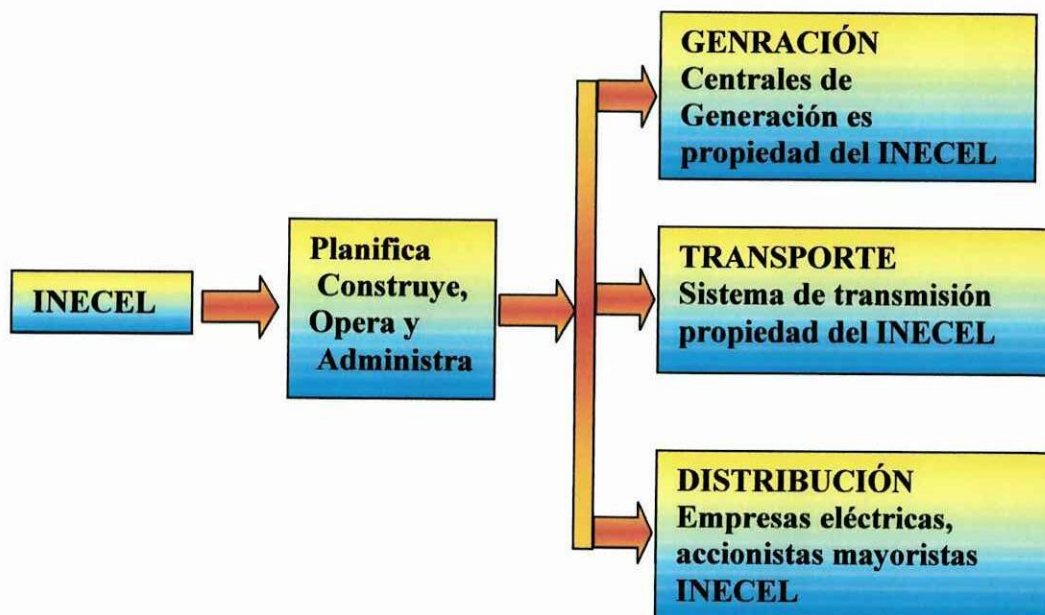 INECEL
Planifica
Construye,
Opera y
Administra
GENRACIÓN
Centrales de
Generación es
propiedad del INECEL
TRANSPORTE
Sistema de transmisión
propiedad del INECEL
DISTRIBUCIÓN
Empresas eléctricas,
accionistas mayoristas
INECEL